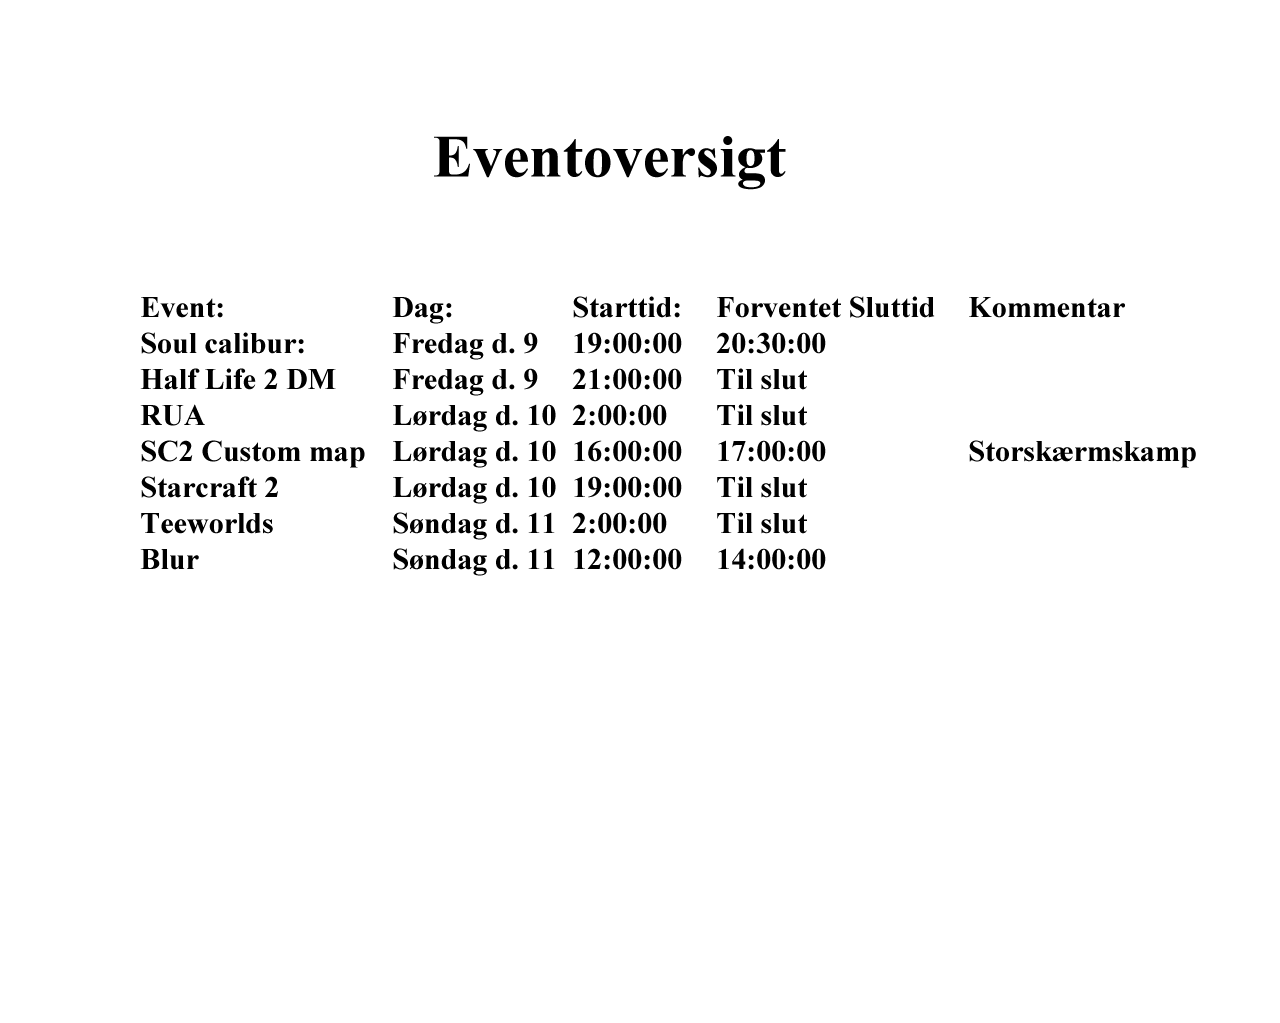 Eventoversigt
Event: Dag: Starttid: Forventet Sluttid Kommentar
Soul calibur: Fredag d. 9 19:00:00 20:30:00
Half Life 2 DM Fredag d. 9 21:00:00 Til slut
RUA Lørdag d. 10 2:00:00 Til slut
SC2 Custom map Lørdag d. 10 16:00:00 17:00:00 Storskærmskamp
Starcraft 2 Lørdag d. 10 19:00:00 Til slut
Teeworlds Søndag d. 11 2:00:00 Til slut
Blur Søndag d. 11 12:00:00 14:00:00